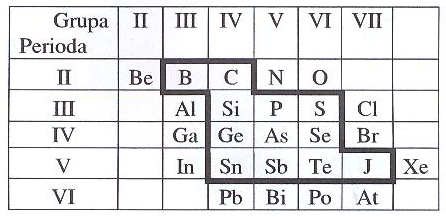 Grupa II III IV V VI VII
Perioda
II Be B C N O
III Al Si P S Cl
IV Ga Ge As Se Br
V In Sn Sb Te J Xe
VI Pb Bi Po At